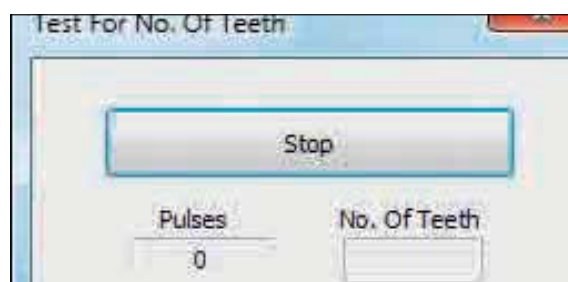 Test For No. Of Teeth
Stop
Pulses No. Of Teeth
0